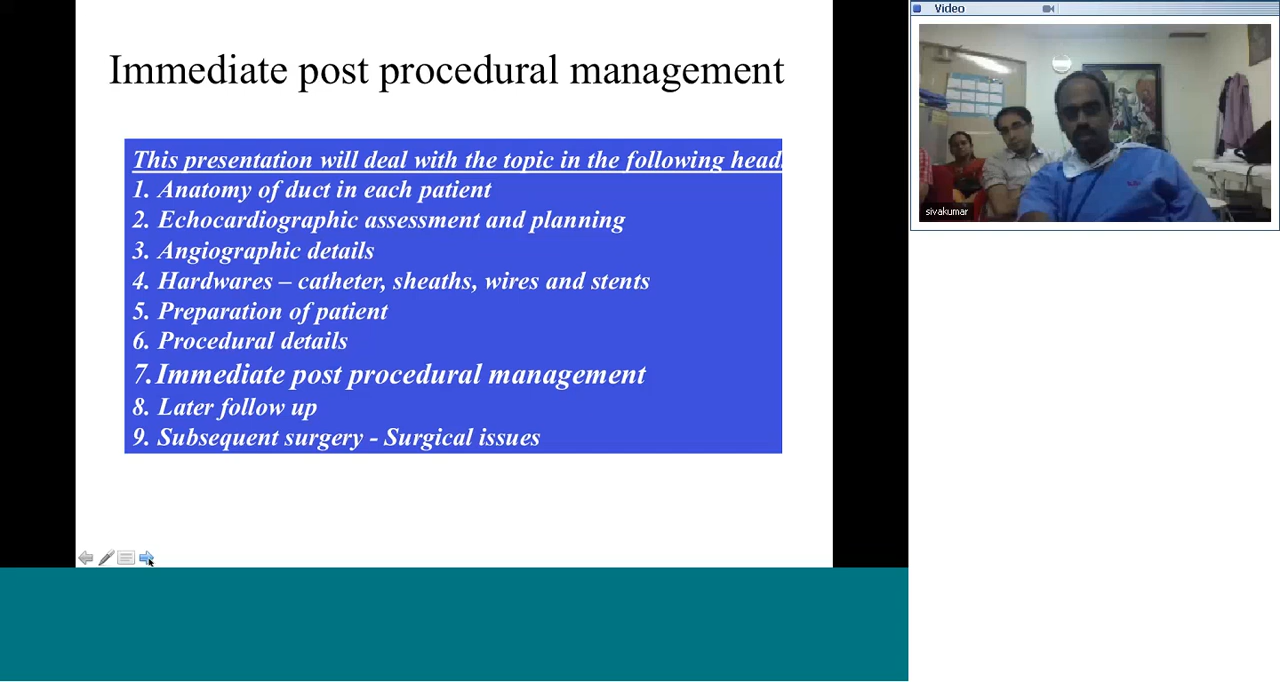 Immediate post procedural management
This presentation will deal with the topic in the following head
1. Anatomy of duct in each patient
2. Echocardiographic assessment and planning
3. Angiographic details
4. Hardwares – catheter, sheaths, wires and stents
5. Preparation of patient
6. Procedural details
7. Immediate post procedural management
8. Later follow up
9. Subsequent surgery - Surgical issues
Video
sivakumar